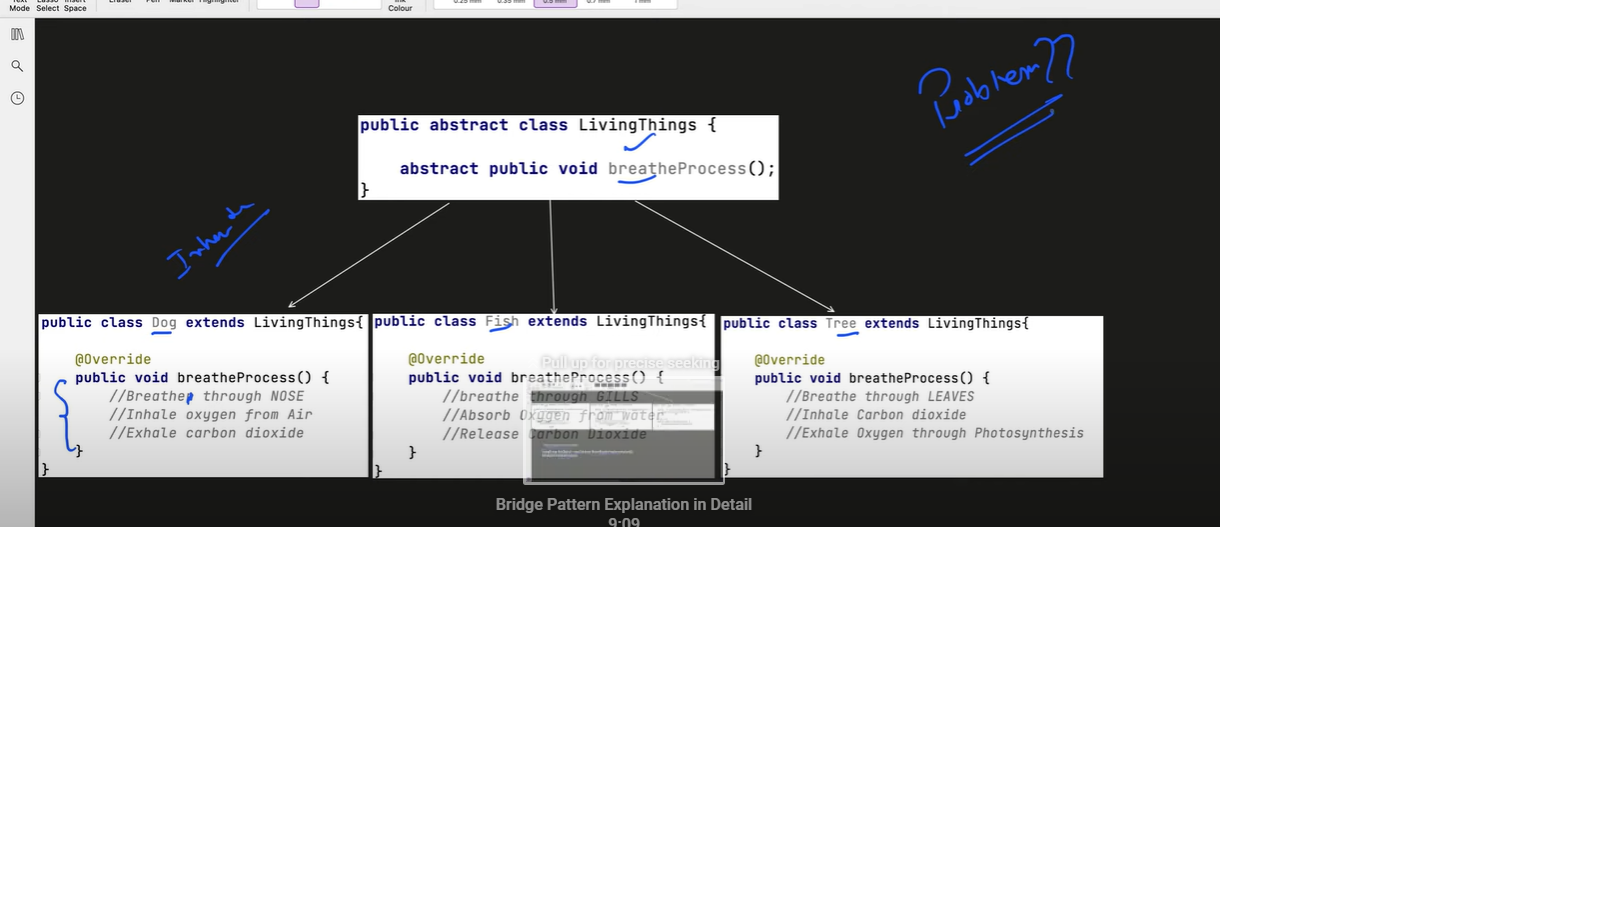 Text Lasso Insert Eraser Pen Marker Highlighter Ink 0.25 mm 0.35 mm 0.5 mm 0.7 mm 1 mm
Mode Select Space Colour
Problem??
public abstract class LivingThings {
abstract public void breatheProcess();
}
public class Dog extends LivingThings{
@Override
public void breatheProcess() {
//Breathe through NOSE
//Inhale oxygen from Air
//Exhale carbon dioxide
}
}
public class Fish extends LivingThings{
@Override
public void breatheProcess() {
//breathe through GILLS
//Absorb Oxygen from water
//Release Carbon Dioxide
}
}
public class Tree extends LivingThings{
@Override
public void breatheProcess() {
//Breathe through LEAVES
//Inhale Carbon dioxide
//Exhale Oxygen through Photosynthesis
}
}
Pull up for precise seeking
Bridge Pattern Explanation in Detail
9:09